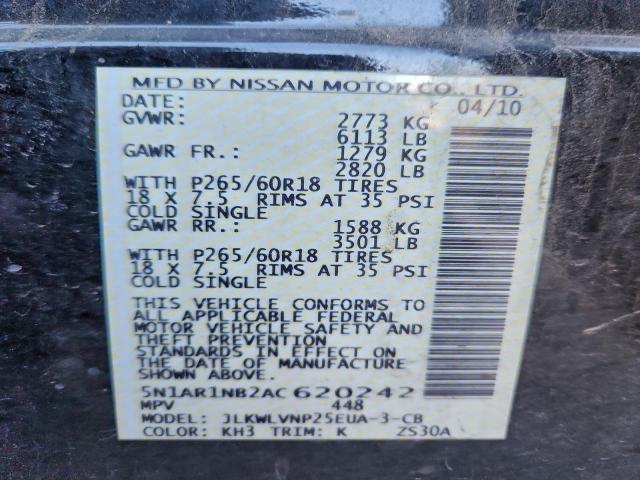 MFD BY NISSAN MOTOR CO., LTD.
DATE: 04/10
GVWR: 2773 KG
6113 LB
GAWR FR.: 1279 KG
2820 LB
WITH P265/60R18 TIRES
18 X 7.5 RIMS AT 35 PSI
COLD SINGLE
GAWR RR.: 1588 KG
3501 LB
WITH P265/60R18 TIRES
18 X 7.5 RIMS AT 35 PSI
COLD SINGLE
THIS VEHICLE CONFORMS TO
ALL APPLICABLE FEDERAL
MOTOR VEHICLE SAFETY AND
THEFT PREVENTION
STANDARDS IN EFFECT ON
THE DATE OF MANUFACTURE
SHOWN ABOVE.
5N1AR1NB2AC620242
MPV 448
MODEL: JLKWLVNP25EUA-3-CB
COLOR: KH3 TRIM: K ZS30A